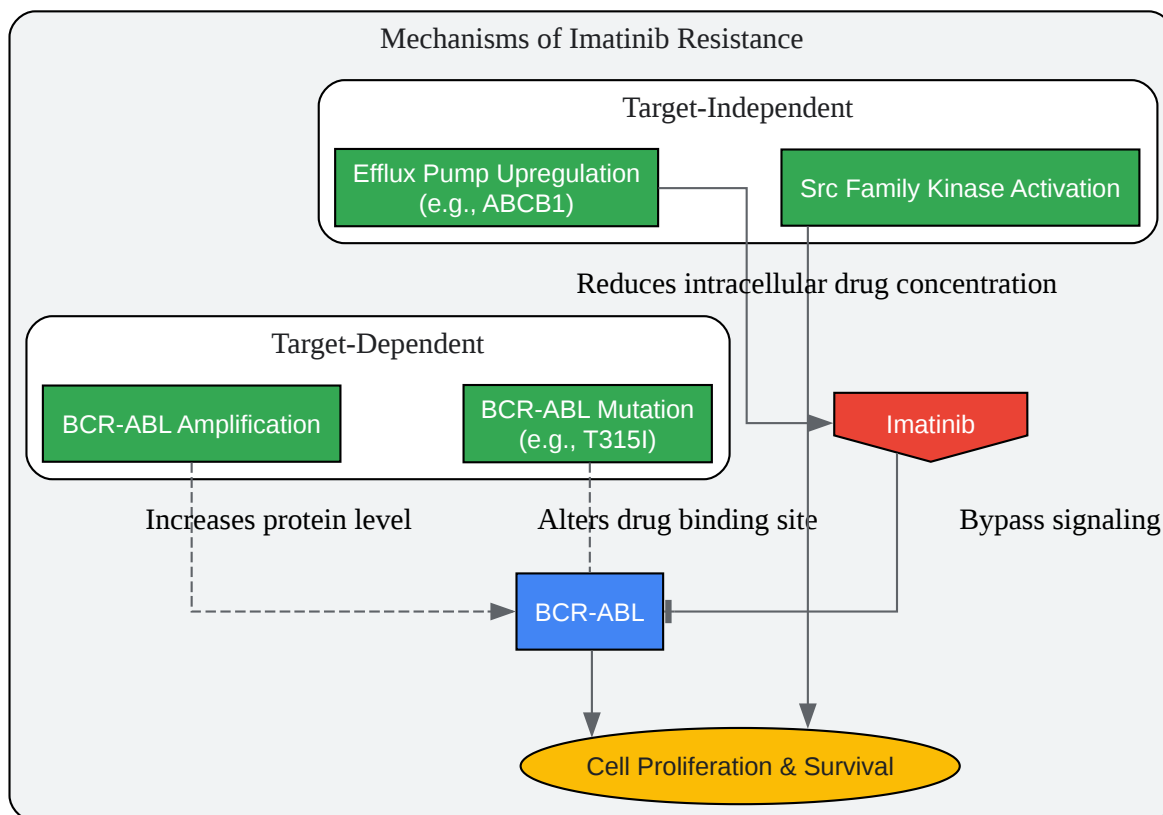 Mechanisms of Imatinib Resistance
Target-Independent
Efflux Pump Upregulation
(e.g., ABCB1)
Src Family Kinase Activation
Reduces intracellular drug concentration
Target-Dependent
BCR-ABL Amplification
BCR-ABL Mutation
(e.g., T315I)
Imatinib
Increases protein level
Alters drug binding site
Bypass signaling
BCR-ABL
Cell Proliferation & Survival